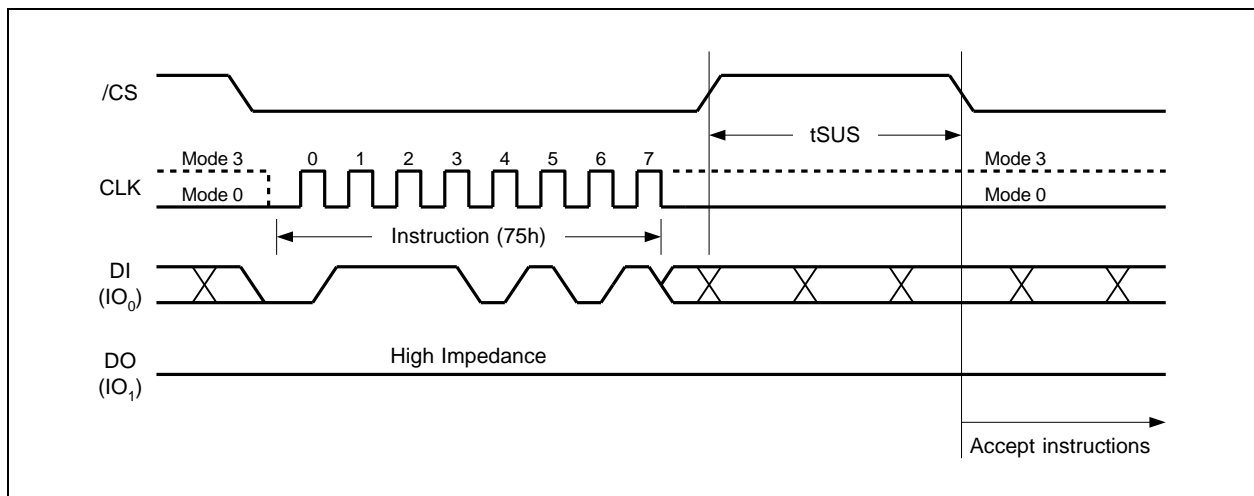 /CS
tSUS
Mode 3
0 1 2 3 4 5 6 7
Mode 3
CLK
Mode 0
Mode 0
Instruction (75h)
DI
(IO0)
High Impedance
DO
(IO1)
Accept instructions